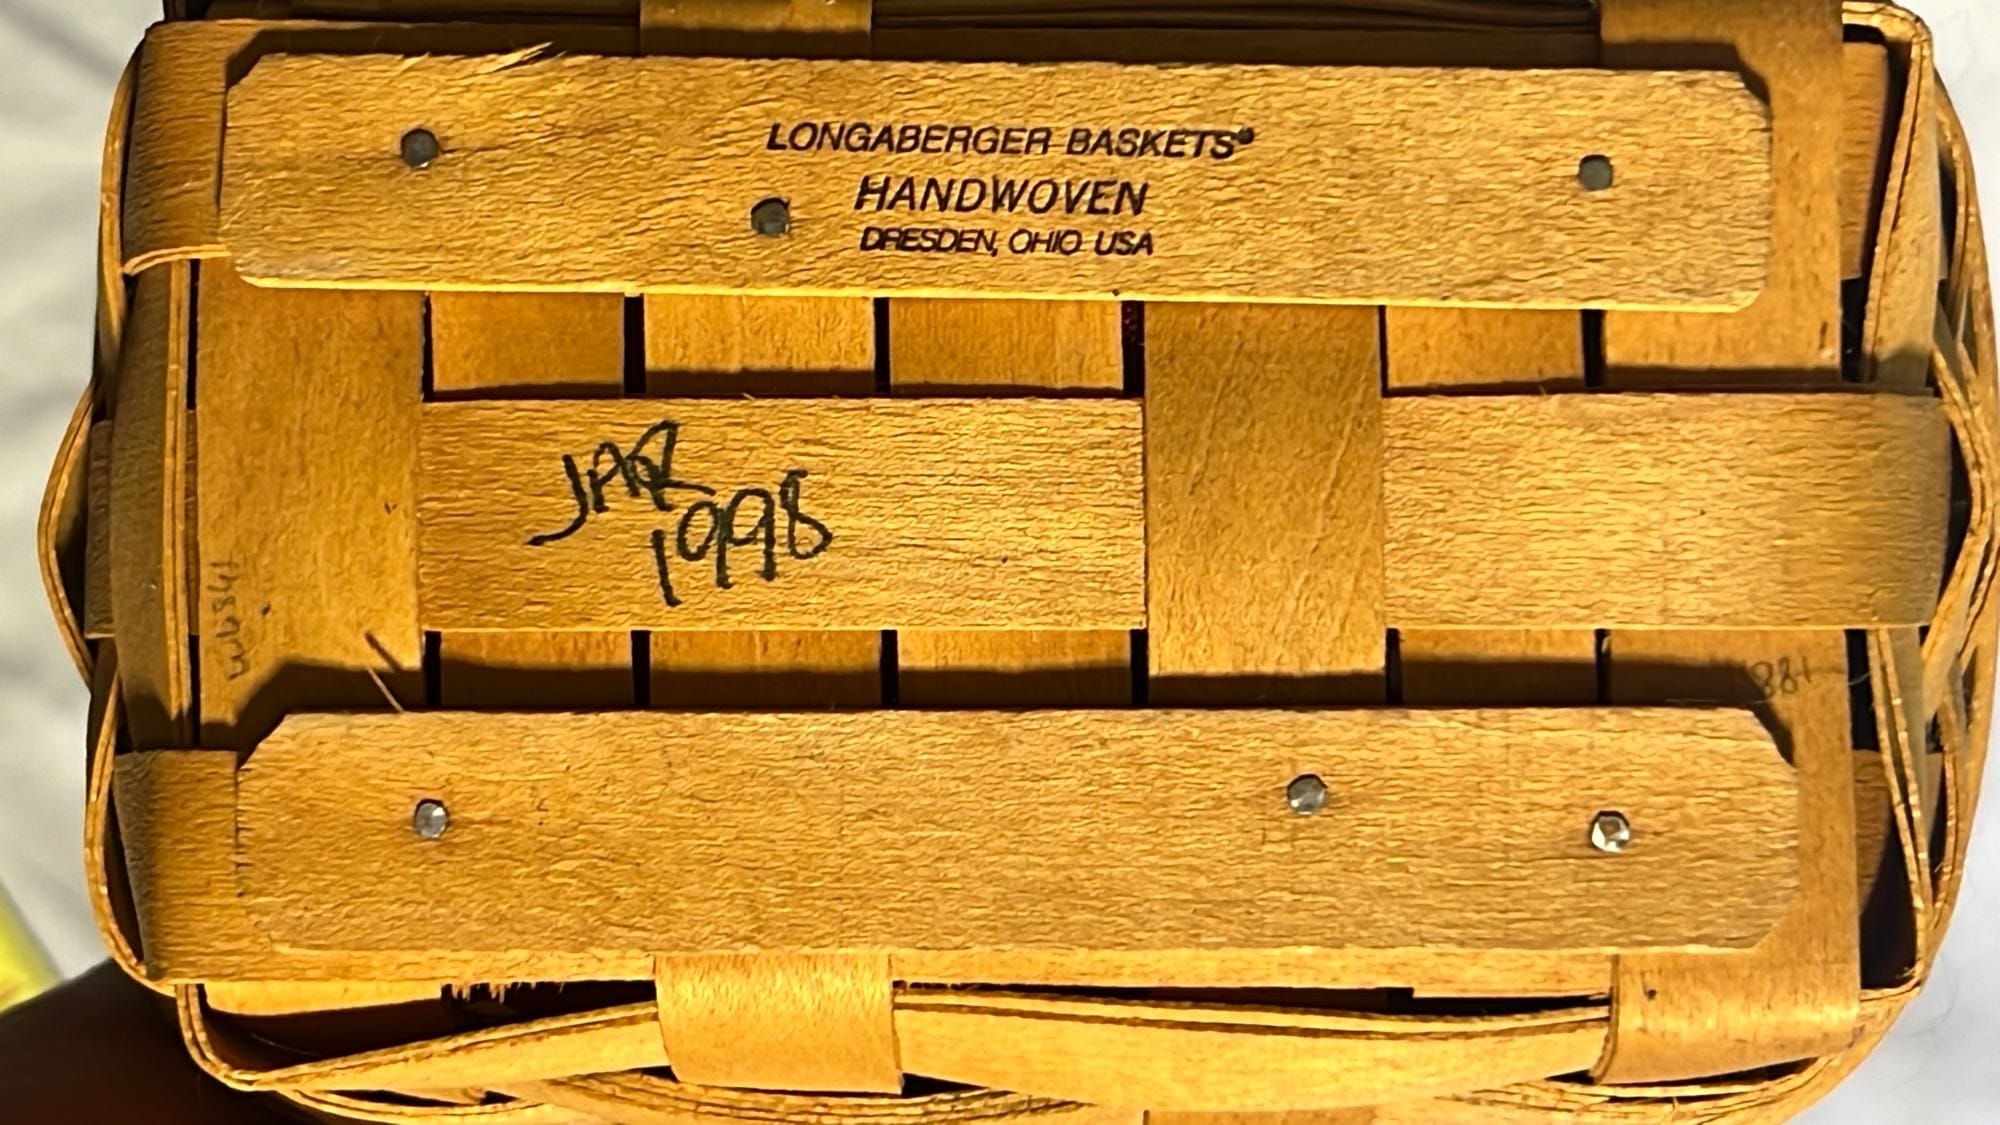 LONGABERGER BASKETS®
HANDWOVEN
DRESDEN, OHIO USA
JAR
1998